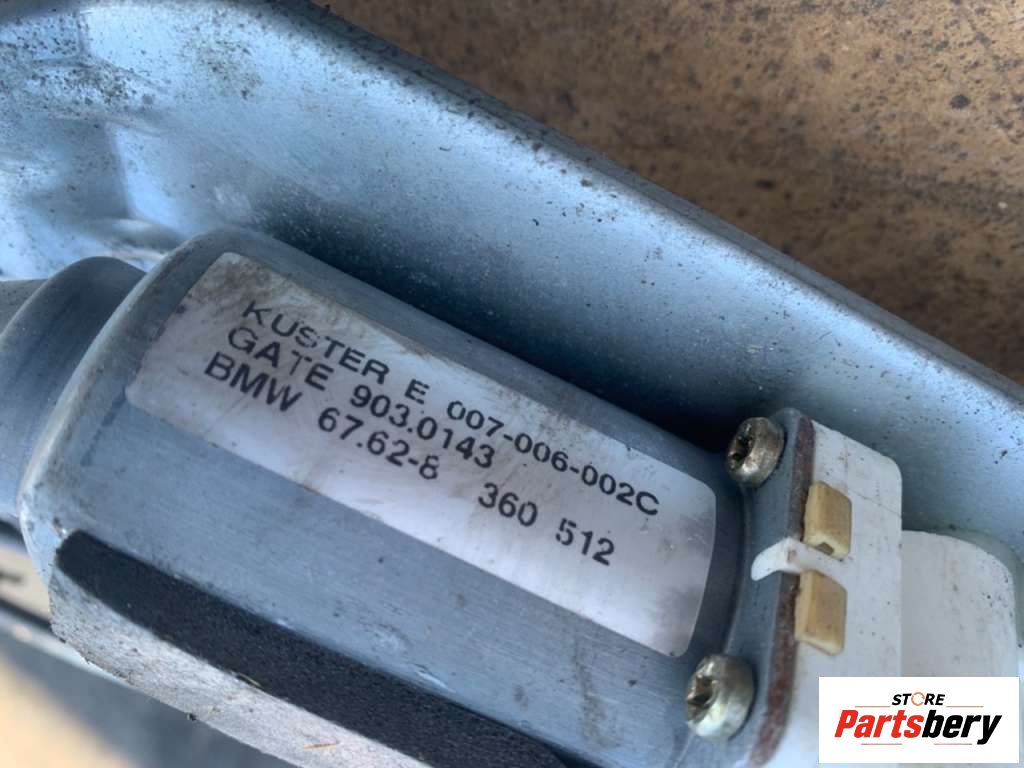 KUSTER E 007-006-002C
GATE 903.0143
BMW 67.62-8 360 512
STORE
Partsbery